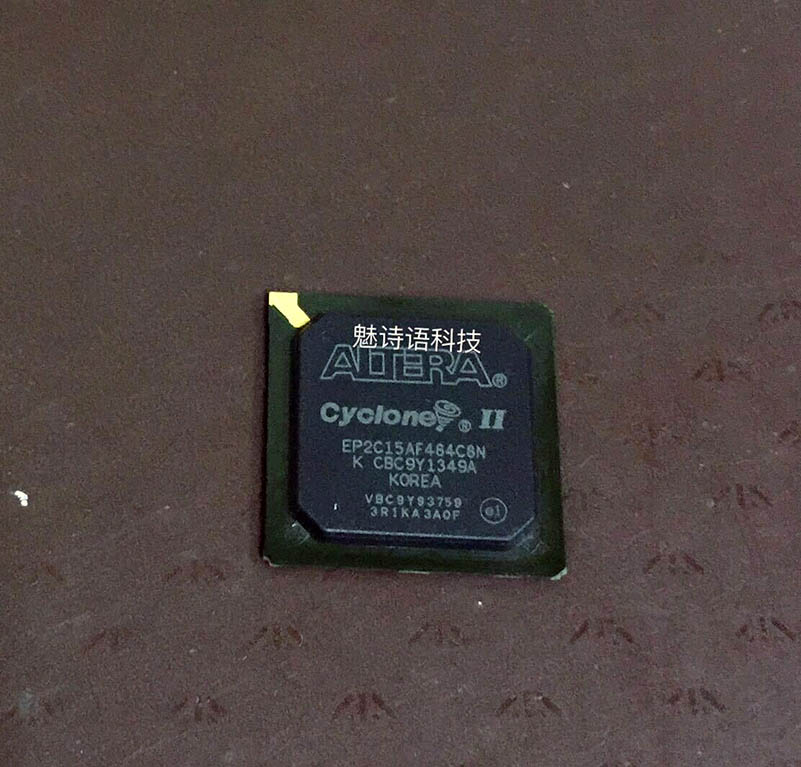 魅诗语科技
ALTERA®
Cyclone® II
EP2C15AF484C8N
K CBC9Y1349A
KOREA
VBC9Y93759
3R1KA3A0F
e1